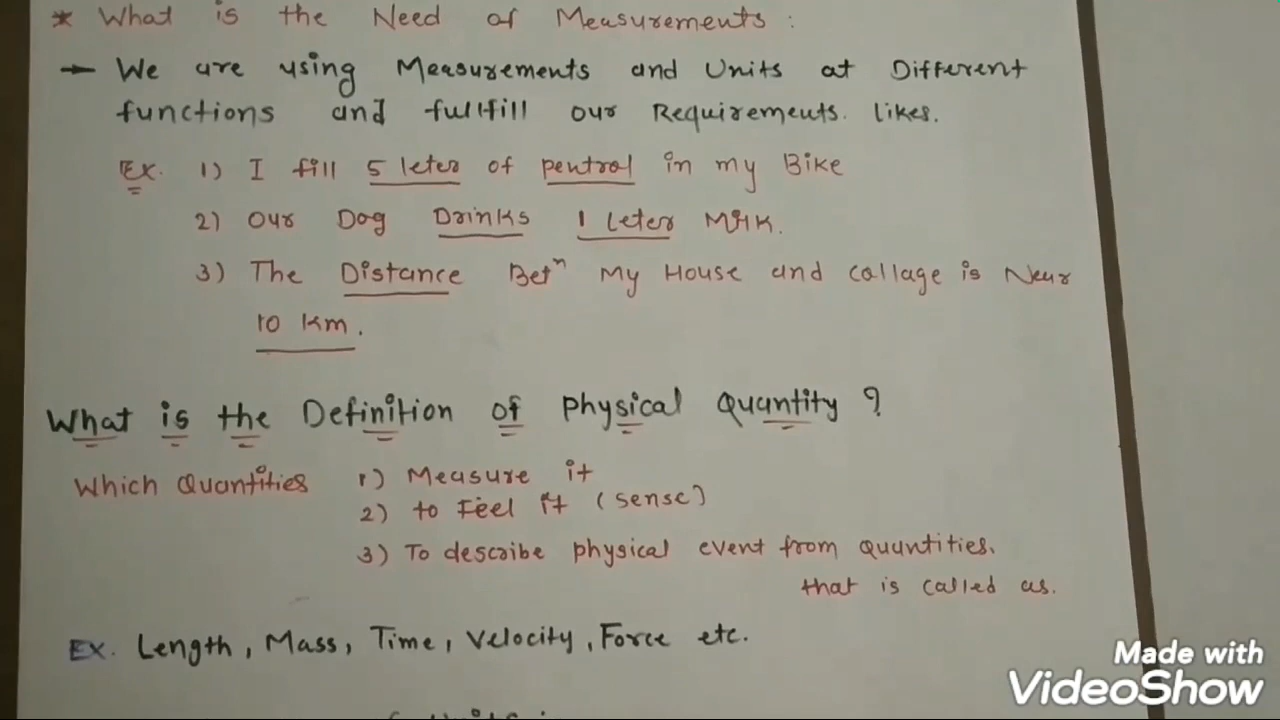 * What is the Need of Measurements :
→ We are using Measurements and Units at Different
functions and fullfill our Requirements. likes.
Ex. 1) I fill 5 leter of pentrol in my Bike
2) Our Dog Drinks 1 leter Milk.
3) The Distance Betⁿ My House and collage is Near
10 km.
What is the Definition of Physical Quantity ?
Which Quantities 1) Measure it
2) to Feel it (sense)
3) To describe physical event from quantities.
that is called as.
Ex. Length, Mass, Time, Velocity, Force etc.
Made with
VideoShow